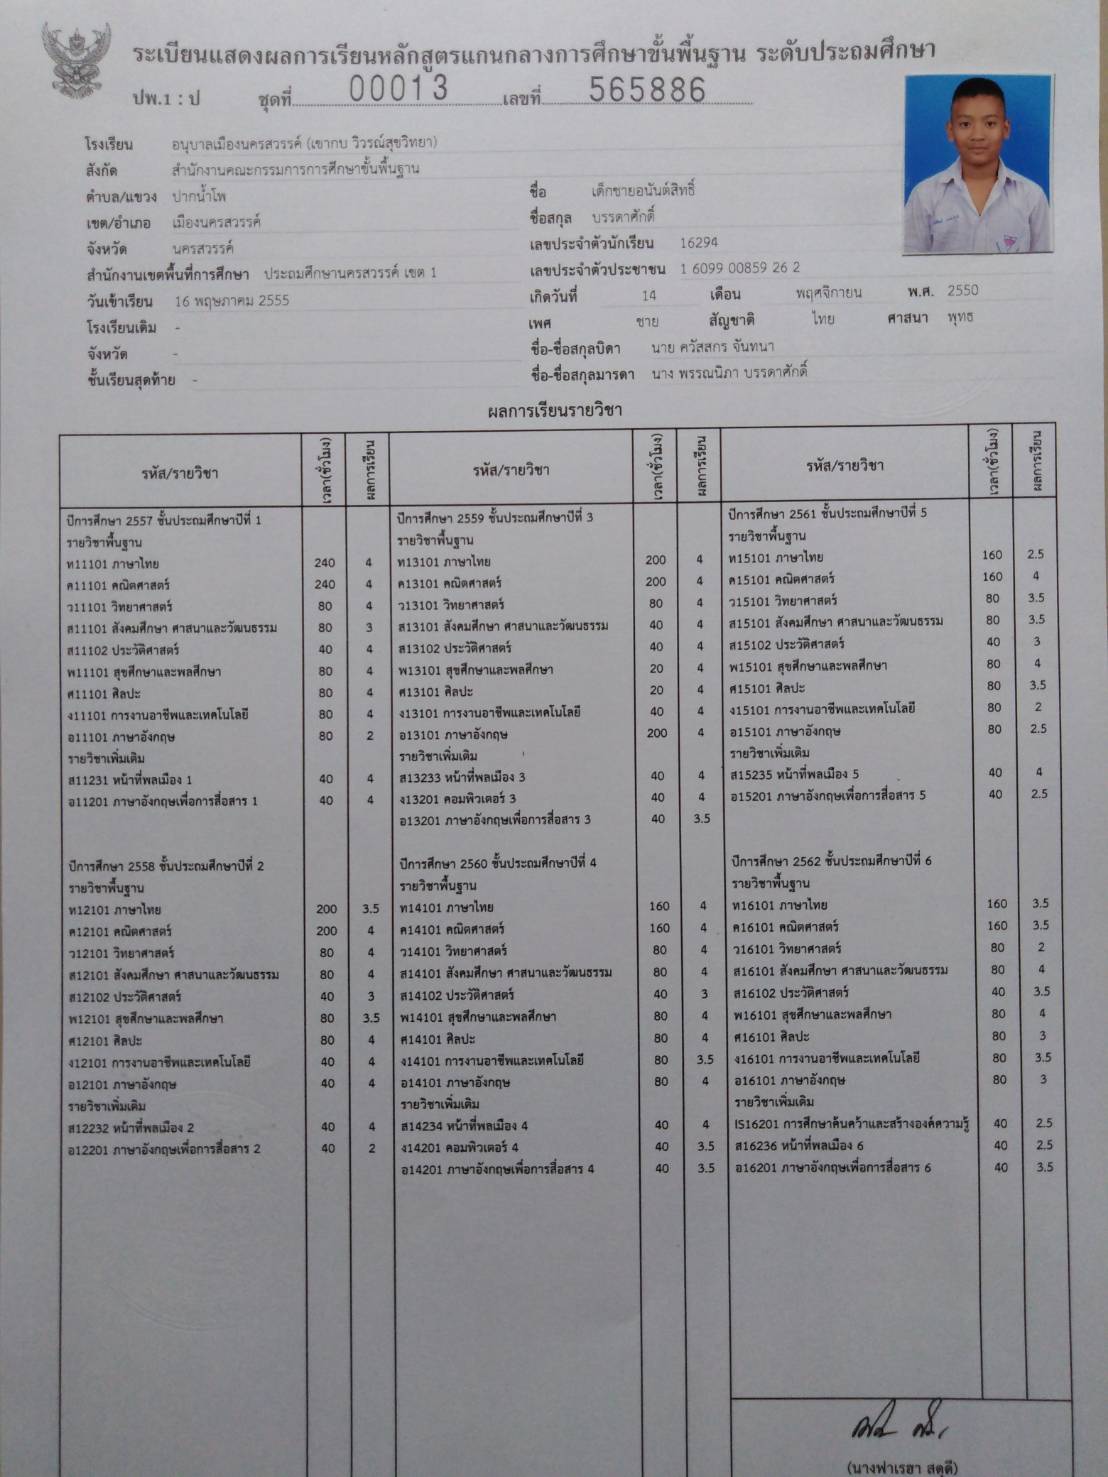 ระเบียนแสดงผลการเรียนหลักสูตรแกนกลางการศึกษาขั้นพื้นฐาน ระดับประถมศึกษา
ปพ.1 : ป ชุดที่ 00013 เลขที่ 565886
โรงเรียน อนุบาลเมืองนครสวรรค์ (เขากบ วิวรณ์สุขวิทยา)
สังกัด สำนักงานคณะกรรมการการศึกษาขั้นพื้นฐาน
ตำบล/แขวง ปากน้ำโพ
เขต/อำเภอ เมืองนครสวรรค์
จังหวัด นครสวรรค์
สำนักงานเขตพื้นที่การศึกษา ประถมศึกษานครสวรรค์ เขต 1
วันเข้าเรียน 16 พฤษภาคม 2555
โรงเรียนเดิม -
จังหวัด -
ชั้นเรียนสุดท้าย -
ชื่อ เด็กชายอนันต์สิทธิ์
ชื่อสกุล บรรดาศักดิ์
เลขประจำตัวนักเรียน 16294
เลขประจำตัวประชาชน 1 6099 00859 26 2
เกิดวันที่ 14 เดือน พฤศจิกายน พ.ศ. 2550
เพศ ชาย สัญชาติ ไทย ศาสนา พุทธ
ชื่อ-ชื่อสกุลบิดา นาย ศวัสสกร จันทนา
ชื่อ-ชื่อสกุลมารดา นาง พรรณนิภา บรรดาศักดิ์
ผลการเรียนรายวิชา
รหัส/รายวิชา เวลา(ชั่วโมง) ผลการเรียน รหัส/รายวิชา เวลา(ชั่วโมง) ผลการเรียน รหัส/รายวิชา เวลา(ชั่วโมง) ผลการเรียน
ปีการศึกษา 2557 ชั้นประถมศึกษาปีที่ 1
รายวิชาพื้นฐาน
ท11101 ภาษาไทย 240 4
ค11101 คณิตศาสตร์ 240 4
ว11101 วิทยาศาสตร์ 80 4
ส11101 สังคมศึกษา ศาสนาและวัฒนธรรม 80 3
ส11102 ประวัติศาสตร์ 40 4
พ11101 สุขศึกษาและพลศึกษา 80 4
ศ11101 ศิลปะ 80 4
ง11101 การงานอาชีพและเทคโนโลยี 80 4
อ11101 ภาษาอังกฤษ 80 2
รายวิชาเพิ่มเติม
ส11231 หน้าที่พลเมือง 1 40 4
อ11201 ภาษาอังกฤษเพื่อการสื่อสาร 1 40 4
ปีการศึกษา 2558 ชั้นประถมศึกษาปีที่ 2
รายวิชาพื้นฐาน
ท12101 ภาษาไทย 200 3.5
ค12101 คณิตศาสตร์ 200 4
ว12101 วิทยาศาสตร์ 80 4
ส12101 สังคมศึกษา ศาสนาและวัฒนธรรม 80 4
ส12102 ประวัติศาสตร์ 40 3
พ12101 สุขศึกษาและพลศึกษา 80 3.5
ศ12101 ศิลปะ 80 4
ง12101 การงานอาชีพและเทคโนโลยี 40 4
อ12101 ภาษาอังกฤษ 40 4
รายวิชาเพิ่มเติม
ส12232 หน้าที่พลเมือง 2 40 4
อ12201 ภาษาอังกฤษเพื่อการสื่อสาร 2 40 2
ปีการศึกษา 2559 ชั้นประถมศึกษาปีที่ 3
รายวิชาพื้นฐาน
ท13101 ภาษาไทย 200 4
ค13101 คณิตศาสตร์ 200 4
ว13101 วิทยาศาสตร์ 80 4
ส13101 สังคมศึกษา ศาสนาและวัฒนธรรม 40 4
ส13102 ประวัติศาสตร์ 40 4
พ13101 สุขศึกษาและพลศึกษา 20 4
ศ13101 ศิลปะ 20 4
ง13101 การงานอาชีพและเทคโนโลยี 40 4
อ13101 ภาษาอังกฤษ 200 4
รายวิชาเพิ่มเติม
ส13233 หน้าที่พลเมือง 3 40 4
ง13201 คอมพิวเตอร์ 3 40 4
อ13201 ภาษาอังกฤษเพื่อการสื่อสาร 3 40 3.5
ปีการศึกษา 2560 ชั้นประถมศึกษาปีที่ 4
รายวิชาพื้นฐาน
ท14101 ภาษาไทย 160 4
ค14101 คณิตศาสตร์ 160 4
ว14101 วิทยาศาสตร์ 80 4
ส14101 สังคมศึกษา ศาสนาและวัฒนธรรม 80 4
ส14102 ประวัติศาสตร์ 40 3
พ14101 สุขศึกษาและพลศึกษา 80 4
ศ14101 ศิลปะ 80 4
ง14101 การงานอาชีพและเทคโนโลยี 80 3.5
อ14101 ภาษาอังกฤษ 80 4
รายวิชาเพิ่มเติม
ส14234 หน้าที่พลเมือง 4 40 4
ง14201 คอมพิวเตอร์ 4 40 3.5
อ14201 ภาษาอังกฤษเพื่อการสื่อสาร 4 40 3.5
ปีการศึกษา 2561 ชั้นประถมศึกษาปีที่ 5
รายวิชาพื้นฐาน
ท15101 ภาษาไทย 160 2.5
ค15101 คณิตศาสตร์ 160 4
ว15101 วิทยาศาสตร์ 80 3.5
ส15101 สังคมศึกษา ศาสนาและวัฒนธรรม 80 3.5
ส15102 ประวัติศาสตร์ 40 3
พ15101 สุขศึกษาและพลศึกษา 80 4
ศ15101 ศิลปะ 80 3.5
ง15101 การงานอาชีพและเทคโนโลยี 80 2
อ15101 ภาษาอังกฤษ 80 2.5
รายวิชาเพิ่มเติม
ส15235 หน้าที่พลเมือง 5 40 4
อ15201 ภาษาอังกฤษเพื่อการสื่อสาร 5 40 2.5
ปีการศึกษา 2562 ชั้นประถมศึกษาปีที่ 6
รายวิชาพื้นฐาน
ท16101 ภาษาไทย 160 3.5
ค16101 คณิตศาสตร์ 160 3.5
ว16101 วิทยาศาสตร์ 80 2
ส16101 สังคมศึกษา ศาสนาและวัฒนธรรม 80 4
ส16102 ประวัติศาสตร์ 40 3.5
พ16101 สุขศึกษาและพลศึกษา 80 4
ศ16101 ศิลปะ 80 3
ง16101 การงานอาชีพและเทคโนโลยี 80 3.5
อ16101 ภาษาอังกฤษ 80 3
รายวิชาเพิ่มเติม
IS16201 การศึกษาค้นคว้าและสร้างองค์ความรู้ 40 2.5
ส16236 หน้าที่พลเมือง 6 40 2.5
อ16201 ภาษาอังกฤษเพื่อการสื่อสาร 6 40 3.5
(นางฟาเรฮา สดุดี)